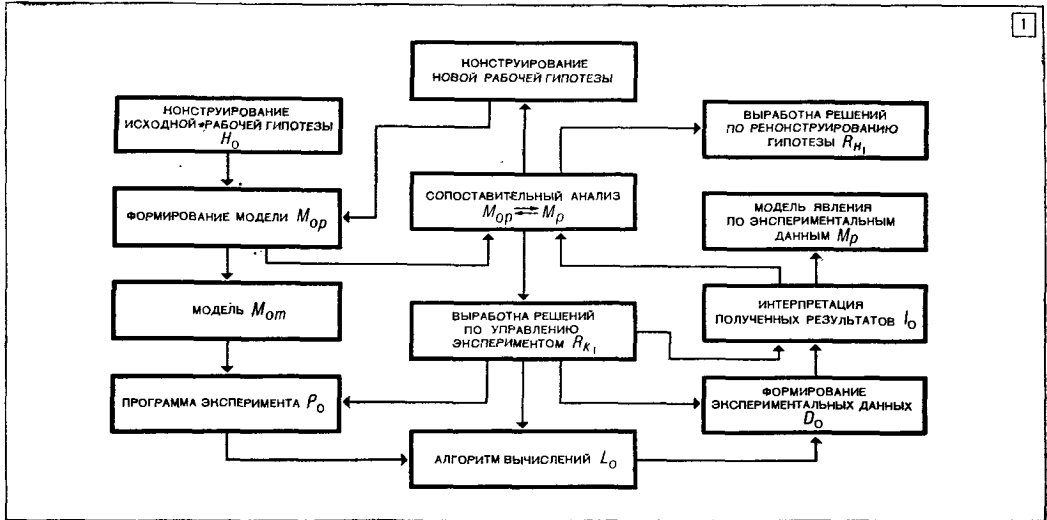 1
КОНСТРУИРОВАНИЕ
НОВОЙ РАБОЧЕЙ ГИПОТЕЗЫ
КОНСТРУИРОВАНИЕ
ИСХОДНОЙ РАБОЧЕЙ ГИПОТЕЗЫ
H₀
ВЫРАБОТКА РЕШЕНИЙ
ПО РЕКОНСТРУИРОВАНИЮ
ГИПОТЕЗЫ R_H₁
ФОРМИРОВАНИЕ МОДЕЛИ Mop
СОПОСТАВИТЕЛЬНЫЙ АНАЛИЗ
Mop ⇄ Mp
МОДЕЛЬ ЯВЛЕНИЯ
ПО ЭКСПЕРИМЕНТАЛЬНЫМ
ДАННЫМ Mp
МОДЕЛЬ Mom
ВЫРАБОТКА РЕШЕНИЙ
ПО УПРАВЛЕНИЮ
ЭКСПЕРИМЕНТОМ R_K₁
ИНТЕРПРЕТАЦИЯ
ПОЛУЧЕННЫХ РЕЗУЛЬТАТОВ I₀
ПРОГРАММА ЭКСПЕРИМЕНТА P₀
ФОРМИРОВАНИЕ
ЭКСПЕРИМЕНТАЛЬНЫХ ДАННЫХ
D₀
АЛГОРИТМ ВЫЧИСЛЕНИЙ L₀